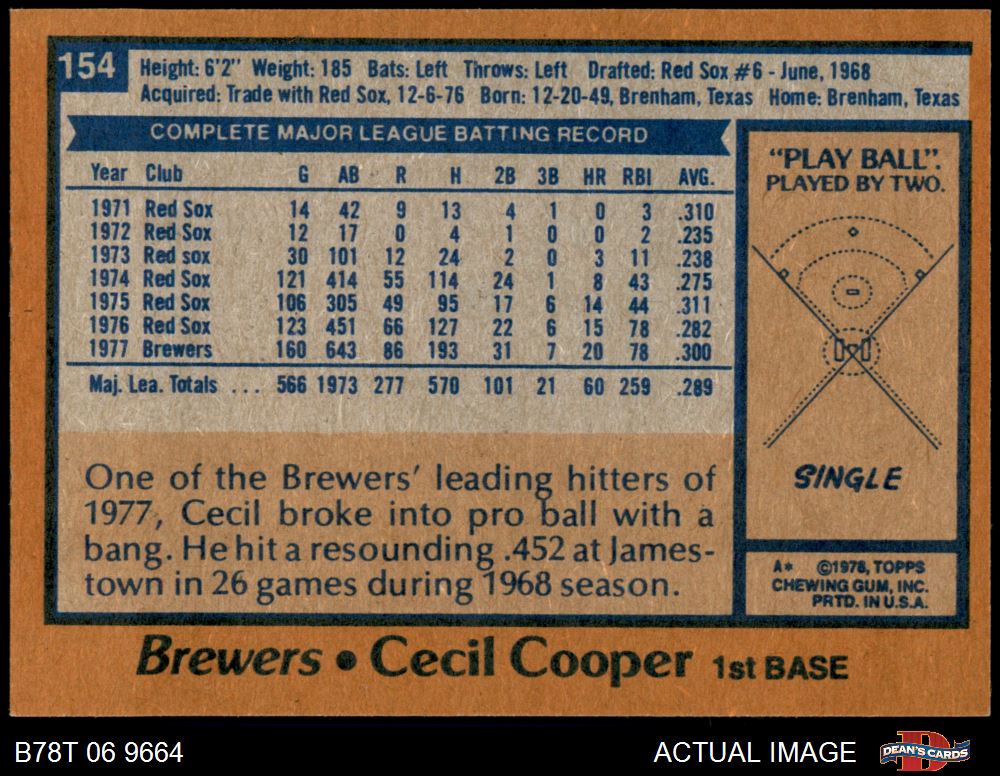 154
Height: 6'2" Weight: 185 Bats: Left Throws: Left Drafted: Red Sox #6 - June, 1968
Acquired: Trade with Red Sox, 12-6-76 Born: 12-20-49, Brenham, Texas Home: Brenham, Texas
COMPLETE MAJOR LEAGUE BATTING RECORD
Year Club G AB R H 2B 3B HR RBI AVG.
1971 Red Sox 14 42 9 13 4 1 0 3 .310
1972 Red Sox 12 17 0 4 1 0 0 2 .235
1973 Red sox 30 101 12 24 2 0 3 11 .238
1974 Red Sox 121 414 55 114 24 1 8 43 .275
1975 Red Sox 106 305 49 95 17 6 14 44 .311
1976 Red Sox 123 451 66 127 22 6 15 78 .282
1977 Brewers 160 643 86 193 31 7 20 78 .300
Maj. Lea. Totals ... 566 1973 277 570 101 21 60 259 .289
One of the Brewers' leading hitters of
1977, Cecil broke into pro ball with a
bang. He hit a resounding .452 at James-
town in 26 games during 1968 season.
"PLAY BALL".
PLAYED BY TWO.
SINGLE
A* ©1978, TOPPS
CHEWING GUM, INC.
PRTD. IN U.S.A.
Brewers • Cecil Cooper 1st BASE
B78T 06 9664
ACTUAL IMAGE
DEAN'S CARDS